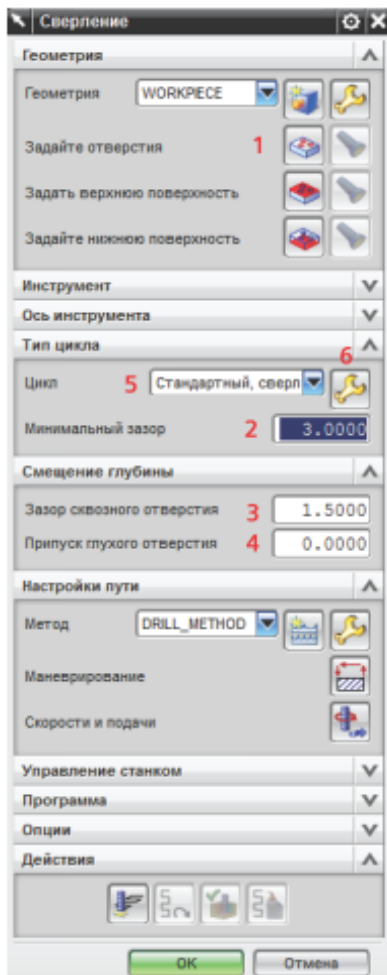 Сверление
Геометрия
Геометрия WORKPIECE
Задайте отверстия 1
Задать верхнюю поверхность
Задайте нижнюю поверхность
Инструмент
Ось инструмента
Тип цикла
6
Цикл 5 Стандартный, сверл
Минимальный зазор 2 3.0000
Смещение глубины
Зазор сквозного отверстия 3 1.5000
Припуск глухого отверстия 4 0.0000
Настройки пути
Метод DRILL_METHOD
Маневрирование
Скорости и подачи
Управление станком
Программа
Опции
Действия
OK Отмена